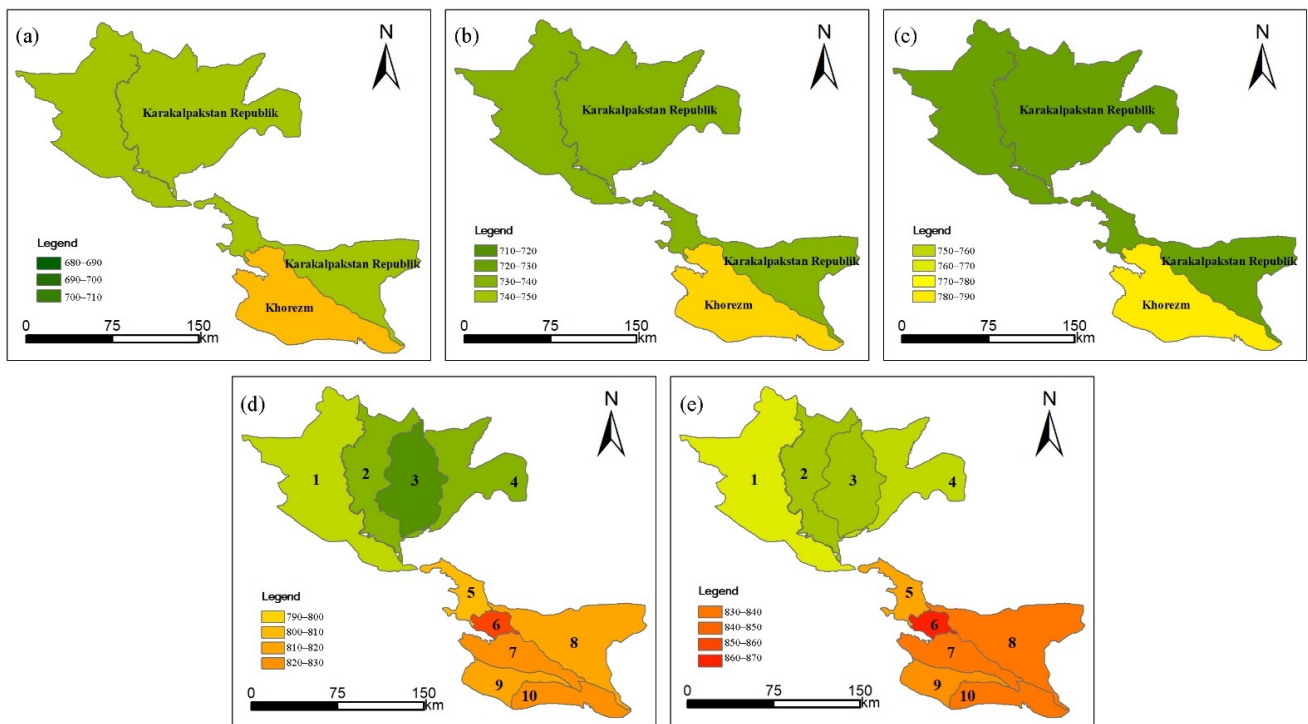 (a)
N
Karakalpakstan Republik
Legend
680–690
690–700
700–710
Karakalpakstan Republik
Khorezm
0 75 150
km
(b)
N
Karakalpakstan Republik
Legend
710–720
720–730
730–740
740–750
Karakalpakstan Republik
Khorezm
0 75 150
km
(c)
N
Karakalpakstan Republik
Legend
750–760
760–770
770–780
780–790
Karakalpakstan Republik
Khorezm
0 75 150
km
(d)
N
1
2
3
4
5
6
7
8
9
10
Legend
790–800
800–810
810–820
820–830
0 75 150
km
(e)
N
1
2
3
4
5
6
7
8
9
10
Legend
830–840
840–850
850–860
860–870
0 75 150
km